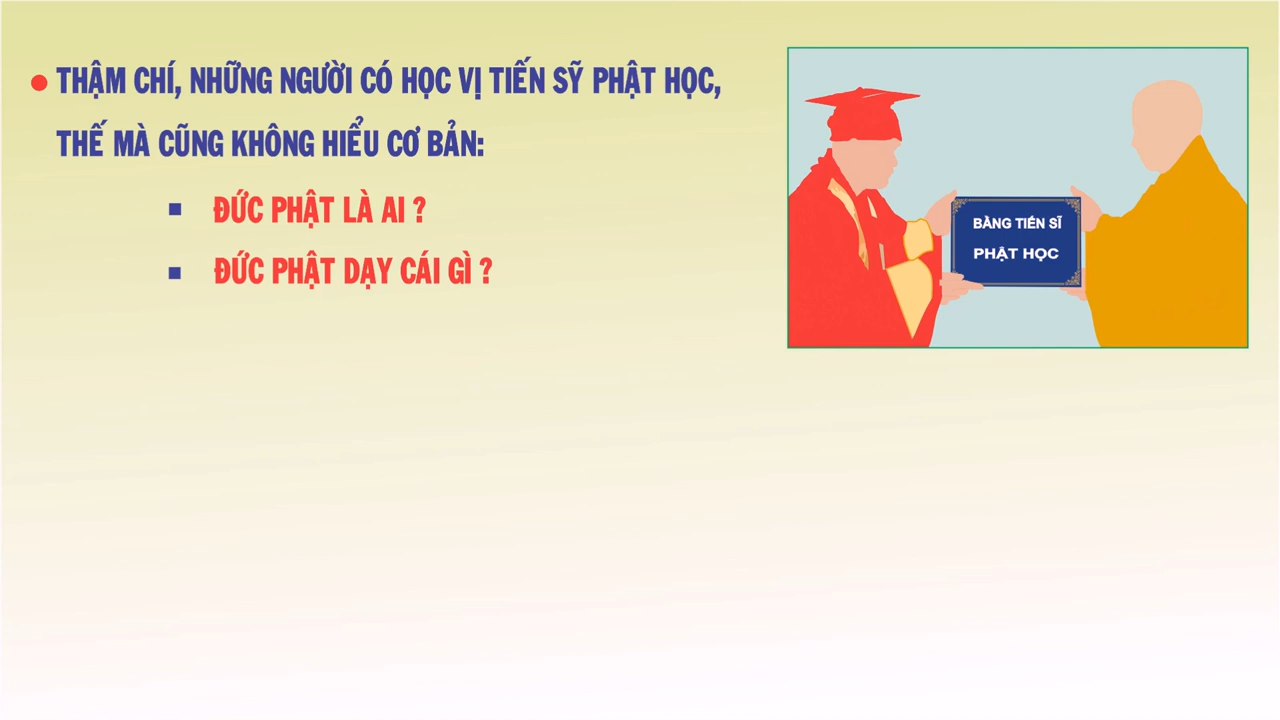 THẬM CHÍ, NHỮNG NGƯỜI CÓ HỌC VỊ TIẾN SỸ PHẬT HỌC,
THẾ MÀ CŨNG KHÔNG HIỂU CƠ BẢN:
ĐỨC PHẬT LÀ AI ?
ĐỨC PHẬT DẠY CÁI GÌ ?
BẰNG TIẾN SĨ
PHẬT HỌC